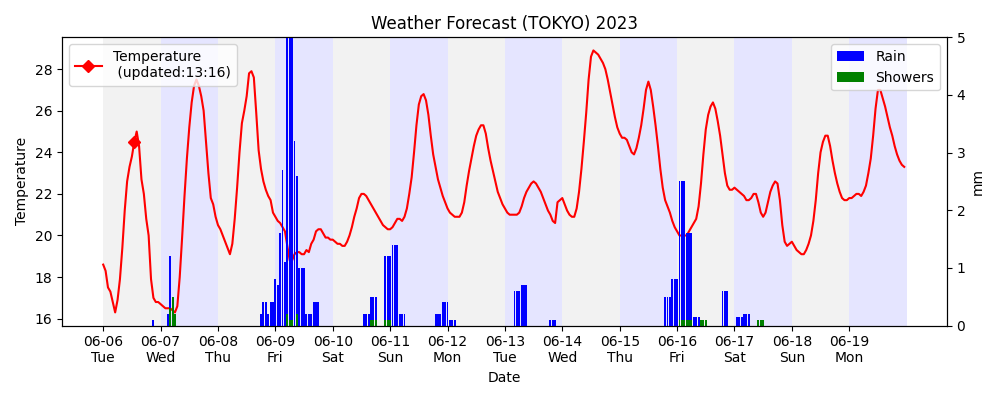 Weather Forecast (TOKYO) 2023
Temperature
(updated:13:16)
Rain
Showers
Temperature
28
26
24
22
20
18
16
5
4
3
2
1
0
mm
06-06 06-07 06-08 06-09 06-10 06-11 06-12 06-13 06-14 06-15 06-16 06-17 06-18 06-19
Tue Wed Thu Fri Sat Sun Mon Tue Wed Thu Fri Sat Sun Mon
Date